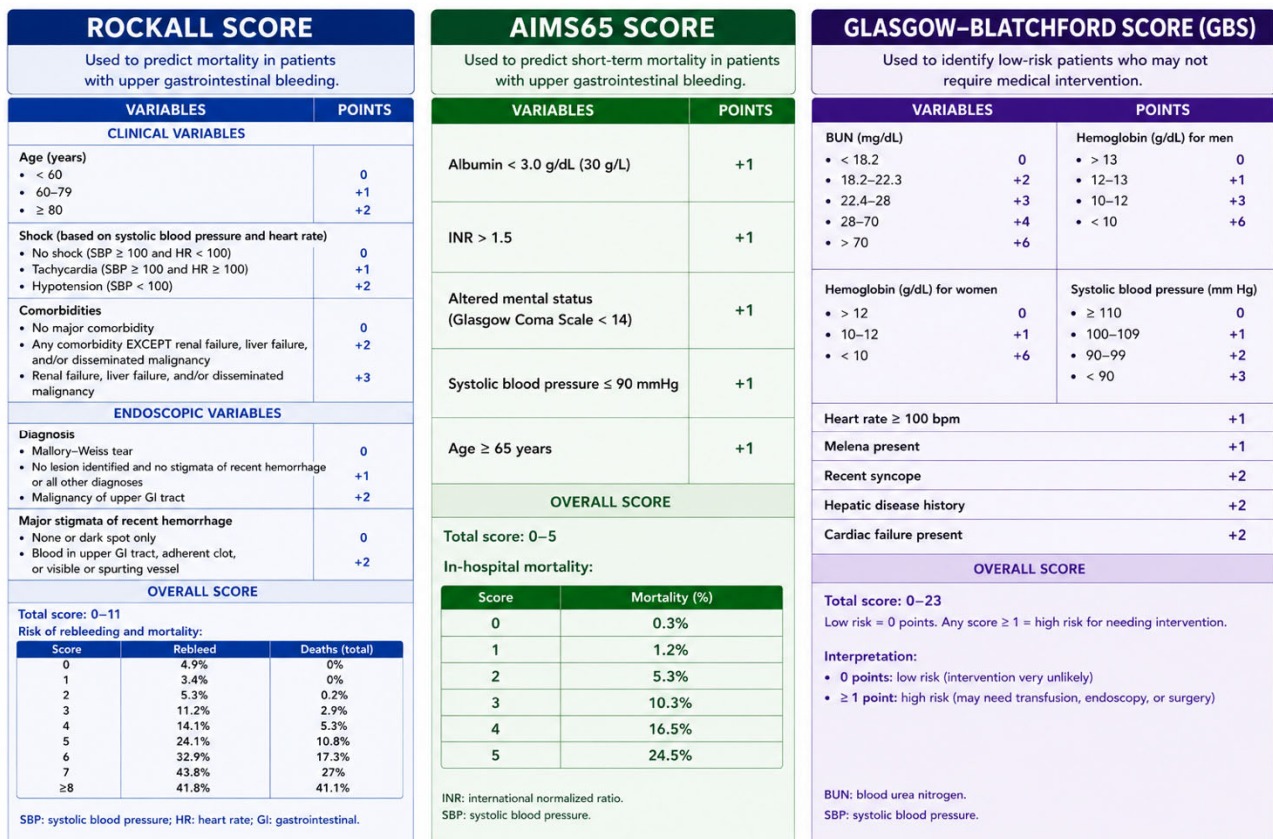 ROCKALL SCORE
Used to predict mortality in patients
with upper gastrointestinal bleeding.
VARIABLES POINTS
CLINICAL VARIABLES
Age (years)
• < 60 0
• 60–79 +1
• ≥ 80 +2
Shock (based on systolic blood pressure and heart rate)
• No shock (SBP ≥ 100 and HR < 100) 0
• Tachycardia (SBP ≥ 100 and HR ≥ 100) +1
• Hypotension (SBP < 100) +2
Comorbidities
• No major comorbidity 0
• Any comorbidity EXCEPT renal failure, liver failure, +2
and/or disseminated malignancy
• Renal failure, liver failure, and/or disseminated +3
malignancy
ENDOSCOPIC VARIABLES
Diagnosis
• Mallory–Weiss tear 0
• No lesion identified and no stigmata of recent hemorrhage
or all other diagnoses +1
• Malignancy of upper GI tract +2
Major stigmata of recent hemorrhage
• None or dark spot only 0
• Blood in upper GI tract, adherent clot,
or visible or spurting vessel +2
OVERALL SCORE
Total score: 0–11
Risk of rebleeding and mortality:
Score Rebleed Deaths (total)
0 4.9% 0%
1 3.4% 0%
2 5.3% 0.2%
3 11.2% 2.9%
4 14.1% 5.3%
5 24.1% 10.8%
6 32.9% 17.3%
7 43.8% 27%
≥8 41.8% 41.1%
SBP: systolic blood pressure; HR: heart rate; GI: gastrointestinal.
AIMS65 SCORE
Used to predict short-term mortality in patients
with upper gastrointestinal bleeding.
VARIABLES POINTS
Albumin < 3.0 g/dL (30 g/L) +1
INR > 1.5 +1
Altered mental status
(Glasgow Coma Scale < 14) +1
Systolic blood pressure ≤ 90 mmHg +1
Age ≥ 65 years +1
OVERALL SCORE
Total score: 0–5
In-hospital mortality:
Score Mortality (%)
0 0.3%
1 1.2%
2 5.3%
3 10.3%
4 16.5%
5 24.5%
INR: international normalized ratio.
SBP: systolic blood pressure.
GLASGOW–BLATCHFORD SCORE (GBS)
Used to identify low-risk patients who may not
require medical intervention.
VARIABLES POINTS
BUN (mg/dL)
• < 18.2 0
• 18.2–22.3 +2
• 22.4–28 +3
• 28–70 +4
• > 70 +6
Hemoglobin (g/dL) for men
• > 13 0
• 12–13 +1
• 10–12 +3
• < 10 +6
Hemoglobin (g/dL) for women
• > 12 0
• 10–12 +1
• < 10 +6
Systolic blood pressure (mm Hg)
• ≥ 110 0
• 100–109 +1
• 90–99 +2
• < 90 +3
Heart rate ≥ 100 bpm +1
Melena present +1
Recent syncope +2
Hepatic disease history +2
Cardiac failure present +2
OVERALL SCORE
Total score: 0–23
Low risk = 0 points. Any score ≥ 1 = high risk for needing intervention.
Interpretation:
• 0 points: low risk (intervention very unlikely)
• ≥ 1 point: high risk (may need transfusion, endoscopy, or surgery)
BUN: blood urea nitrogen.
SBP: systolic blood pressure.